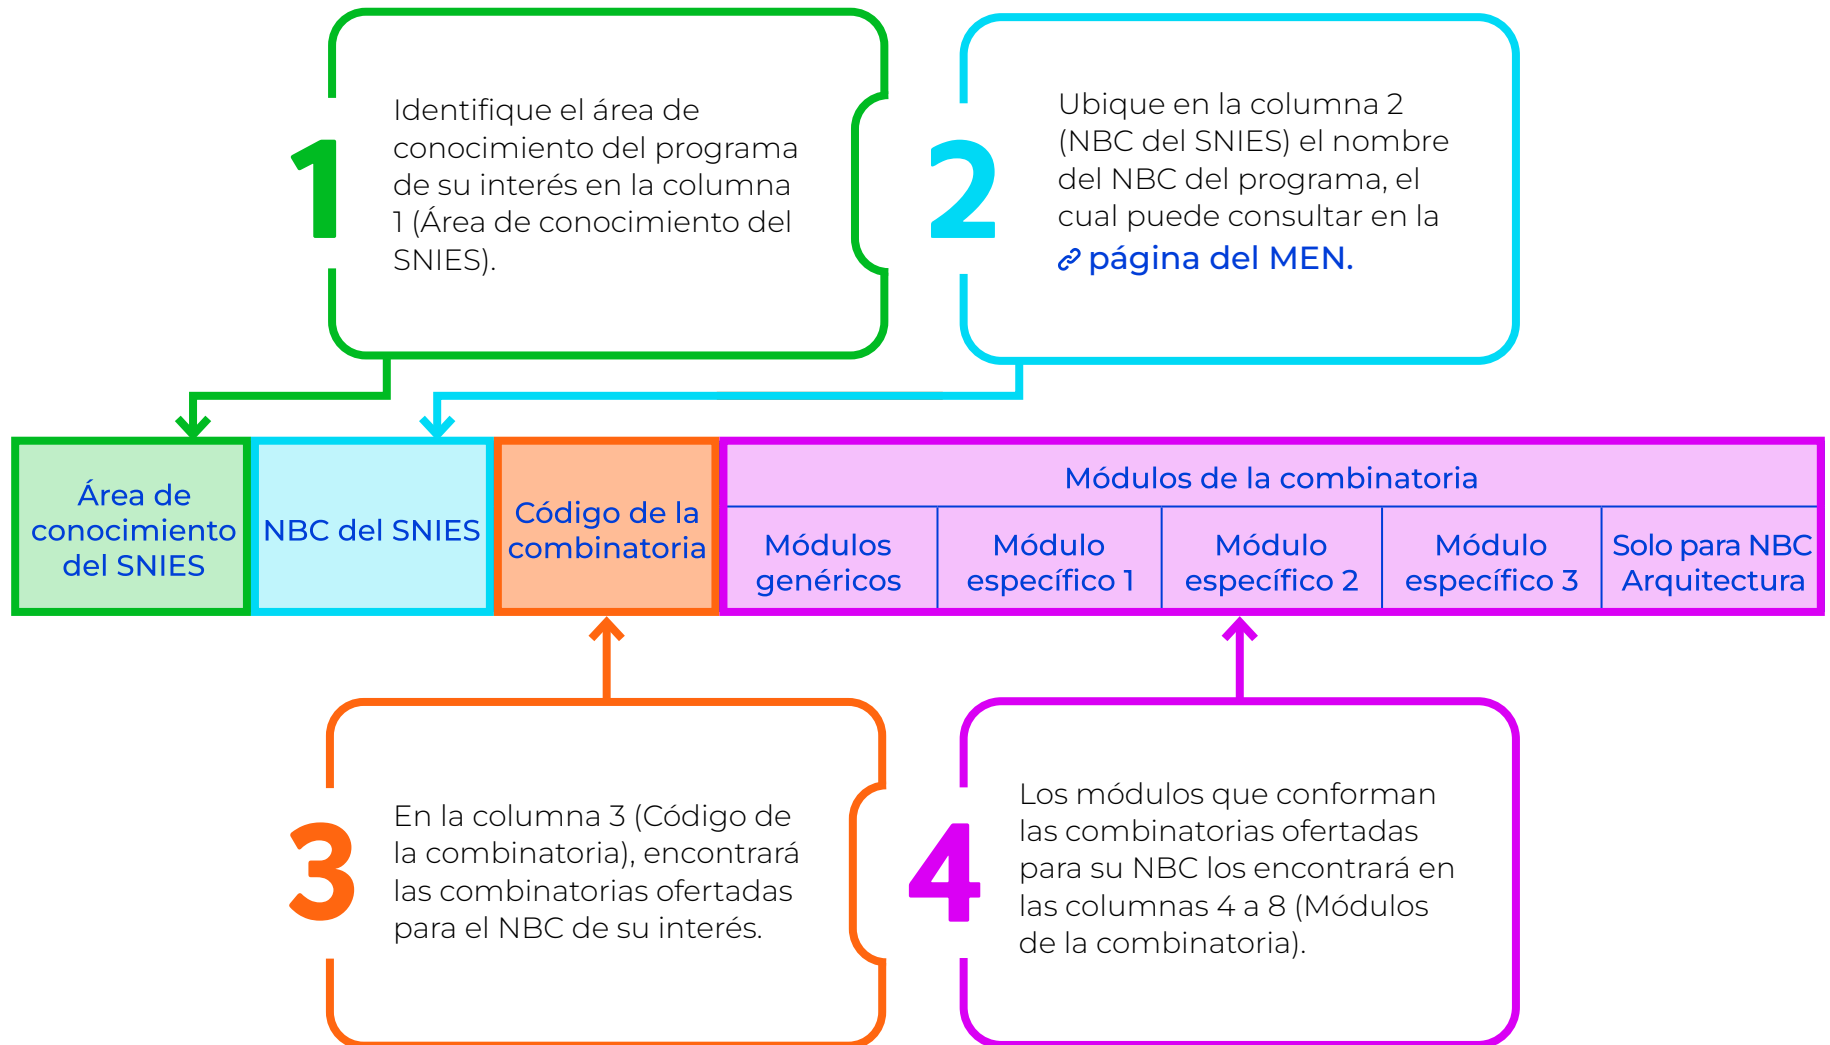 1
Identifique el área de
conocimiento del programa
de su interés en la columna
1 (Área de conocimiento del
SNIES).
2
Ubique en la columna 2
(NBC del SNIES) el nombre
del NBC del programa, el
cual puede consultar en la
página del MEN.
Área de
conocimiento
del SNIES
NBC del SNIES
Código de la
combinatoria
Módulos de la combinatoria
Módulos
genéricos
Módulo
específico 1
Módulo
específico 2
Módulo
específico 3
Solo para NBC
Arquitectura
3
En la columna 3 (Código de
la combinatoria), encontrará
las combinatorias ofertadas
para el NBC de su interés.
4
Los módulos que conforman
las combinatorias ofertadas
para su NBC los encontrará en
las columnas 4 a 8 (Módulos
de la combinatoria).